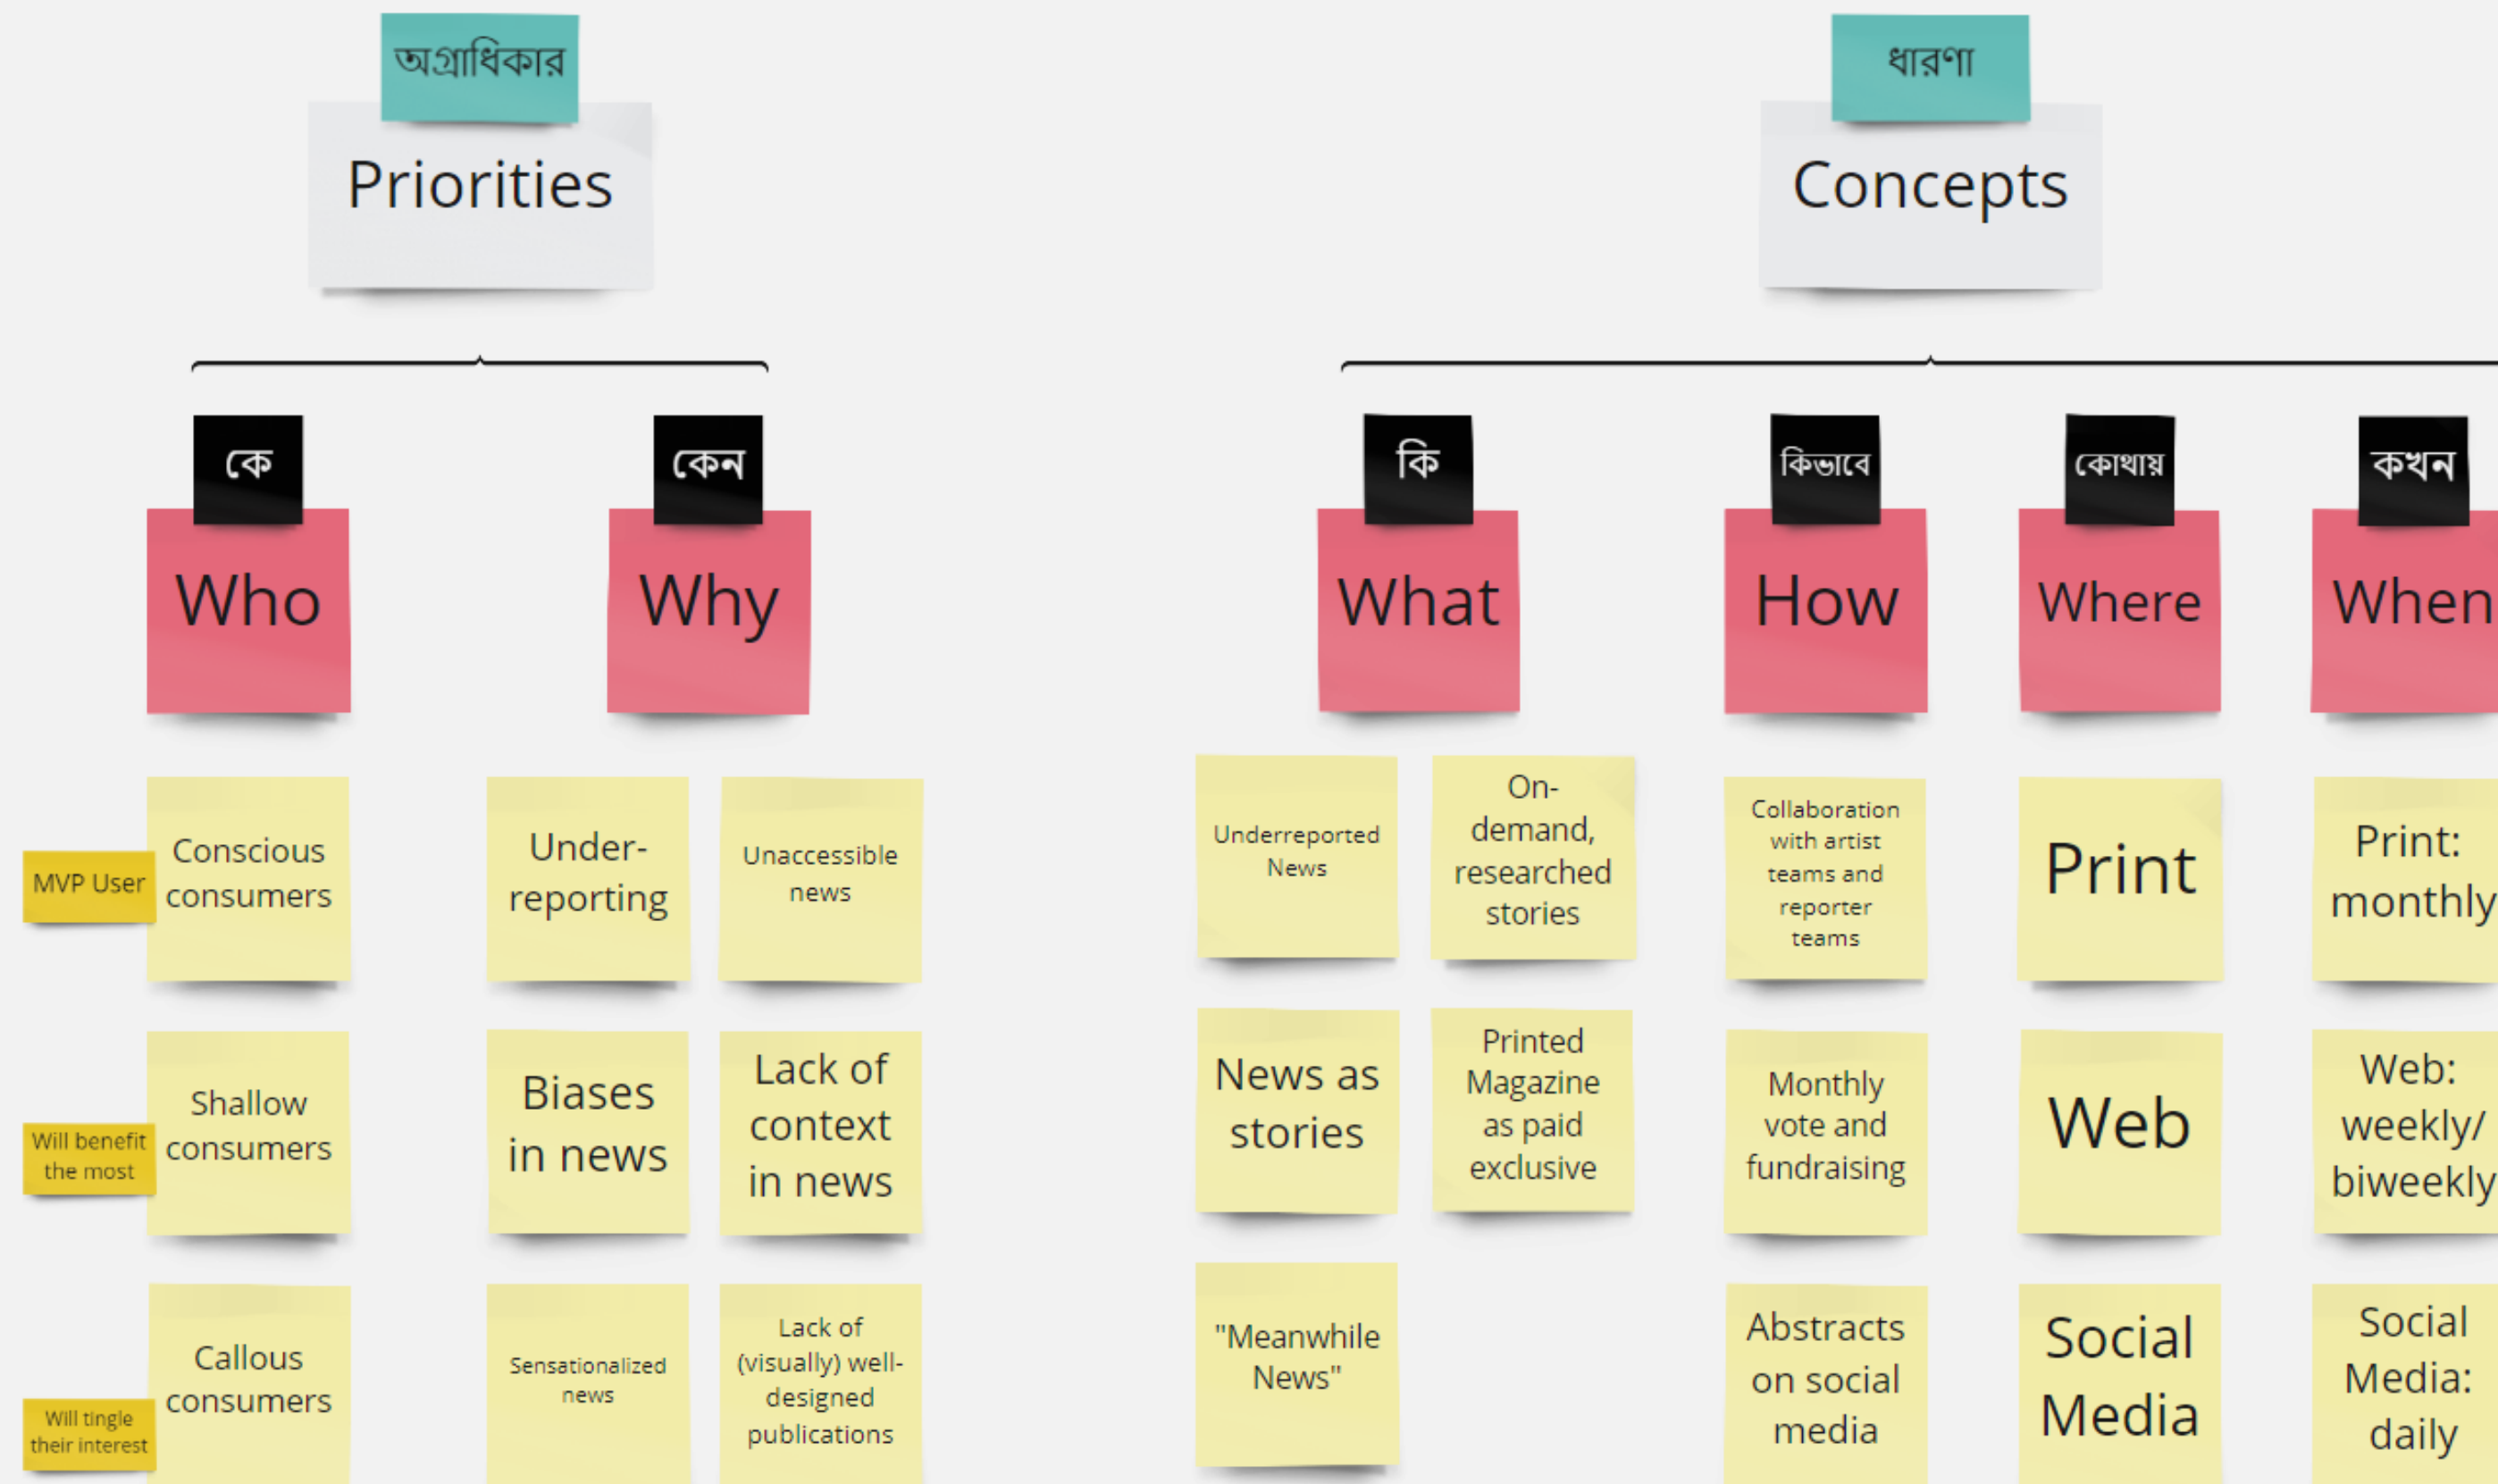 অগ্রাধিকার
Priorities
কে
Who
MVP User
Conscious
consumers
Will benefit
the most
Shallow
consumers
Will tingle
their interest
Callous
consumers
কেন
Why
Under-
reporting
Unaccessible
news
Biases
in news
Lack of
context
in news
Sensationalized
news
Lack of
(visually) well-
designed
publications
ধারণা
Concepts
কি
What
Underreported
News
On-
demand,
researched
stories
News as
stories
Printed
Magazine
as paid
exclusive
"Meanwhile
News"
কিভাবে
How
Collaboration
with artist
teams and
reporter
teams
Monthly
vote and
fundraising
Abstracts
on social
media
কোথায়
Where
Print
Web
Social
Media
কখন
When
Print:
monthly
Web:
weekly/
biweekly
Social
Media:
daily